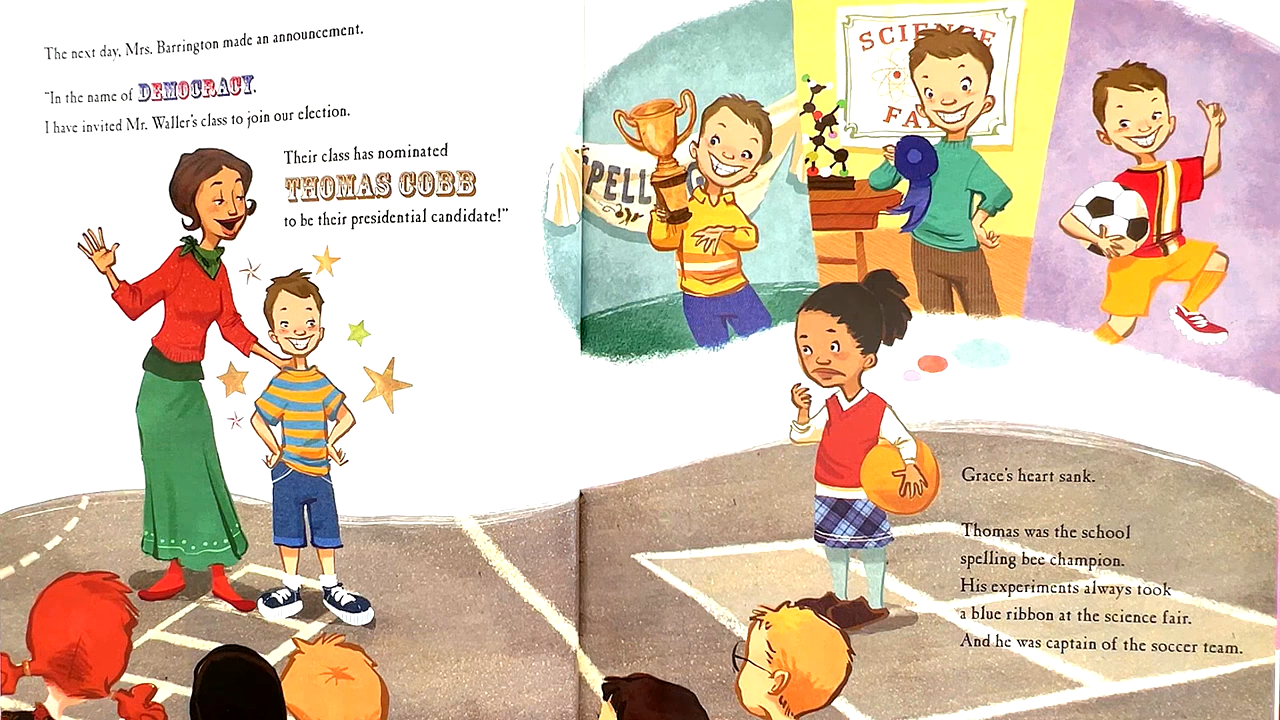 The next day, Mrs. Barrington made an announcement.
"In the name of DEMOCRACY,
I have invited Mr. Waller's class to join our election.
Their class has nominated
THOMAS COBB
to be their presidential candidate!"
SPELL
SCIENCE
FA
Grace's heart sank.
Thomas was the school
spelling bee champion.
His experiments always took
a blue ribbon at the science fair.
And he was captain of the soccer team.